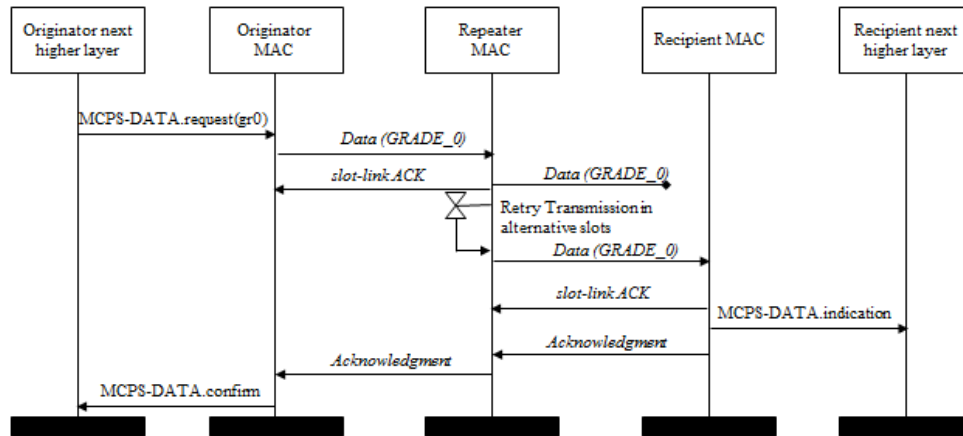 Originator next
higher layer
Originator
MAC
Repeater
MAC
Recipient MAC
Recipient next
higher layer
MCPS-DATA.request(gr0)
Data (GRADE_0)
slot-link ACK
Data (GRADE_0)
Retry Transmission in
alternative slots
Data (GRADE_0)
slot-link ACK
MCPS-DATA.indication
Acknowledgment
Acknowledgment
MCPS-DATA.confirm